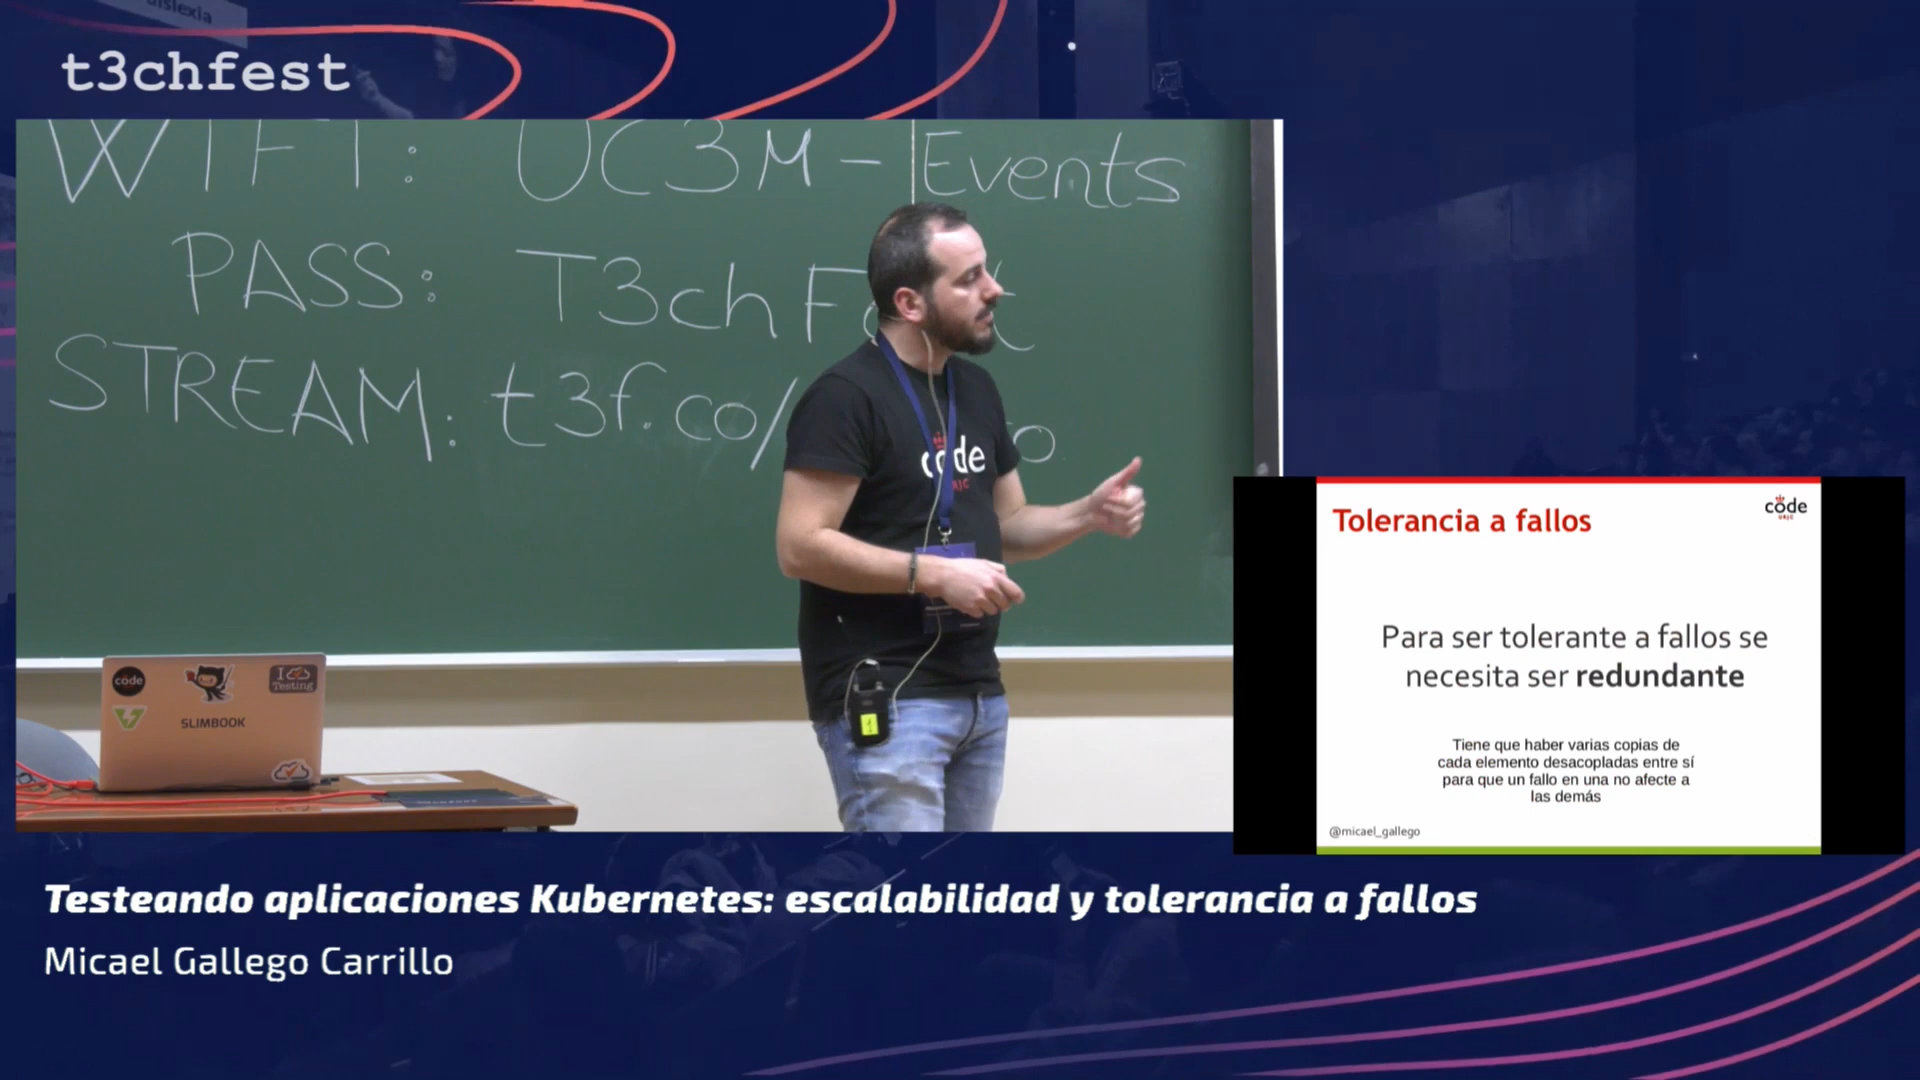 t3chfest
WIFI: UC3M - Events
PASS: T3chF
STREAM: t3f.co/
code
code
I
Testing
SLIMBOOK
1
Tolerancia a fallos
code
URJC
Para ser tolerante a fallos se
necesita ser redundante
Tiene que haber varias copias de
cada elemento desacopladas entre sí
para que un fallo en una no afecte a
las demás
@micael_gallego
Testeando aplicaciones Kubernetes: escalabilidad y tolerancia a fallos
Micael Gallego Carrillo